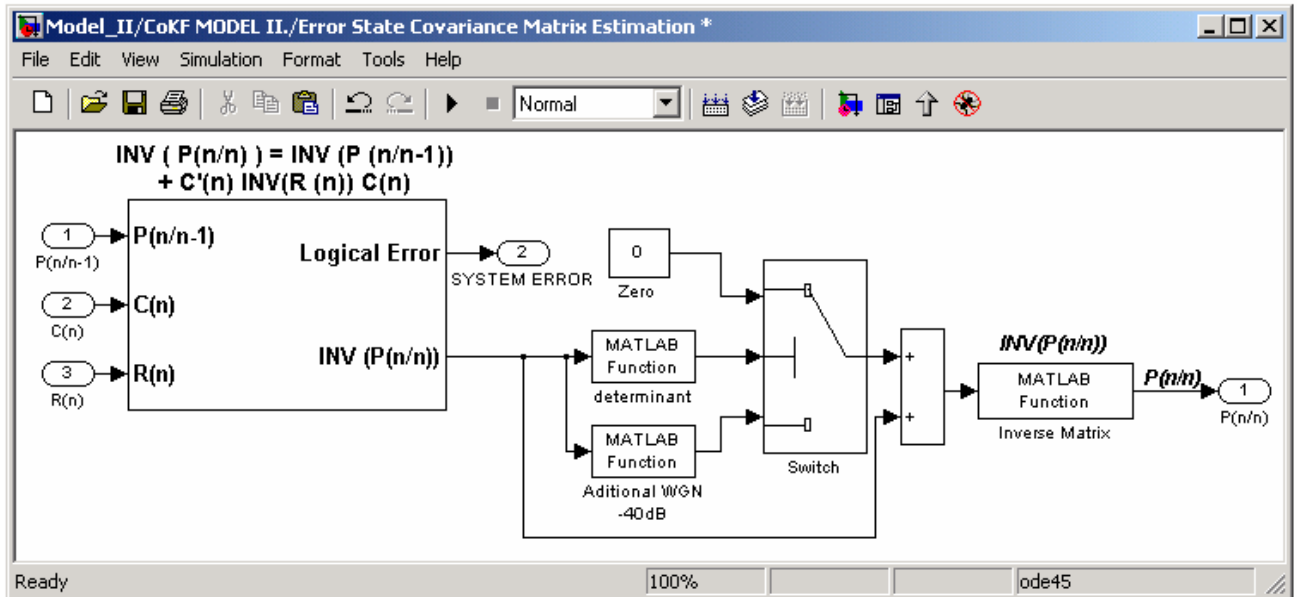 Model_II/CoKF MODEL II./Error State Covariance Matrix Estimation *
File Edit View Simulation Format Tools Help
Normal
INV ( P(n/n) ) = INV (P (n/n-1))
+ C'(n) INV(R (n)) C(n)
1
P(n/n-1)
2
C(n)
3
R(n)
P(n/n-1)
C(n)
R(n)
Logical Error
INV (P(n/n))
2
SYSTEM ERROR
0
Zero
MATLAB
Function
determinant
MATLAB
Function
Aditional WGN
-40dB
Switch
+
+
INV(P(n/n))
MATLAB
Function
Inverse Matrix
P(n/n)
1
P(n/n)
Ready
100%
ode45